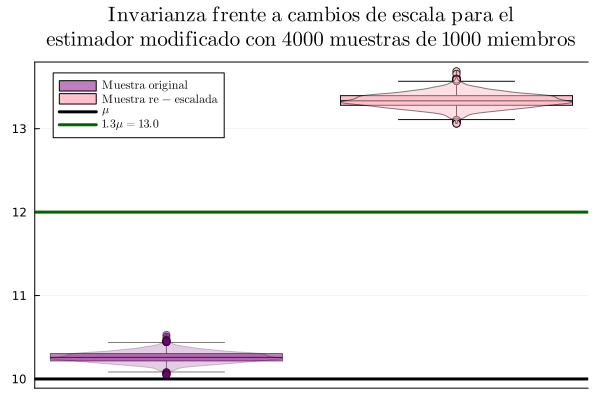 Invarianza frente a cambios de escala para el
estimador modificado con 4000 muestras de 1000 miembros
Muestra original
Muestra re − escalada
μ
1.3μ = 13.0
13
12
11
10